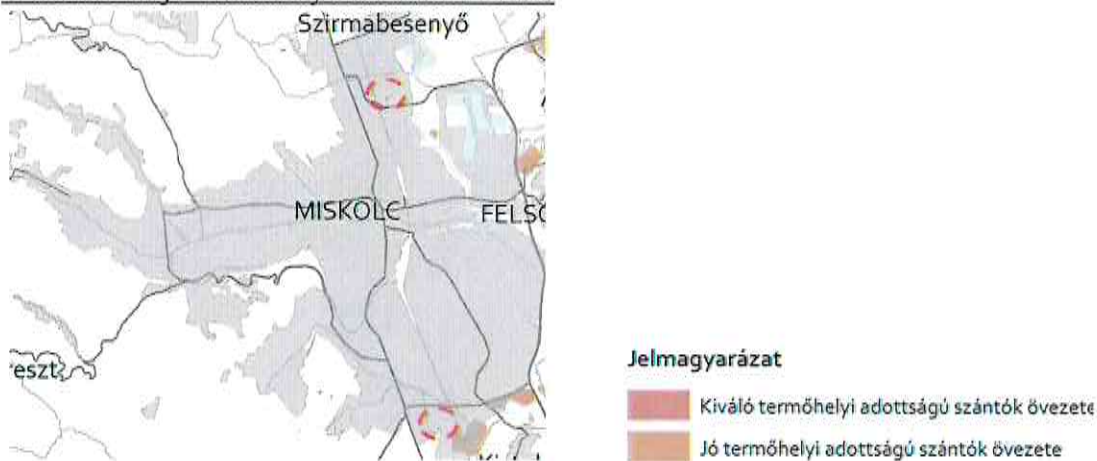 Szirmabesenyő
MISKOLC
FELSŐ
eszt
Jelmagyarázat
Kiváló termőhelyi adottságú szántók övezete
Jó termőhelyi adottságú szántók övezete